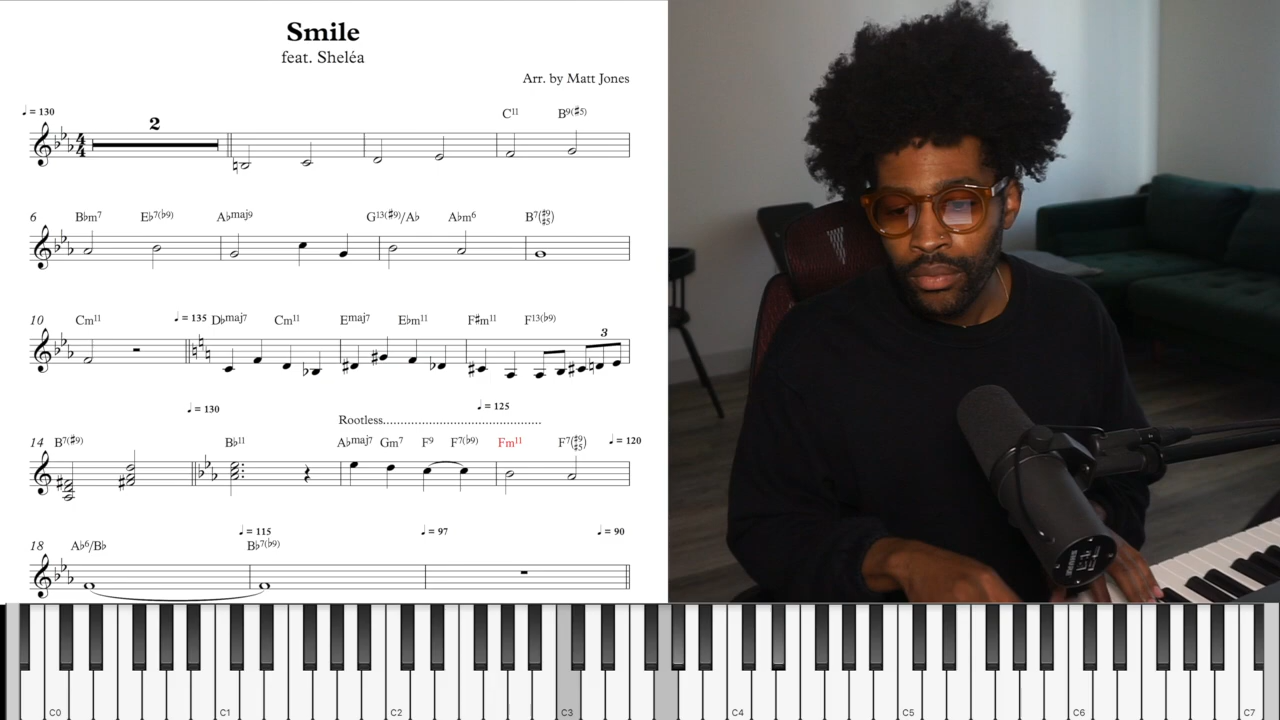 Smile
feat. Sheléa
Arr. by Matt Jones
♩ = 130
2
C11 B9(♯5)
4
4
6
B♭m7 E♭7(♭9) A♭maj9 G13(♯9)/A♭ A♭m6 B7(♯9 ♯5)
10
Cm11 ♩ = 135 D♭maj7 Cm11 Emaj7 E♭m11 F♯m11 F13(♭9)
3
♩ = 130 ♩ = 125
Rootless
14
B7(♯9) B♭11 A♭maj7 Gm7 F9 F7(♭9) Fm11 F7(♯9 ♯5) ♩ = 120
♩ = 115 ♩ = 97 ♩ = 90
18
A♭6/B♭ B♭7(♭9)
C0 C1 C2 C3 C4 C5 C6 C7